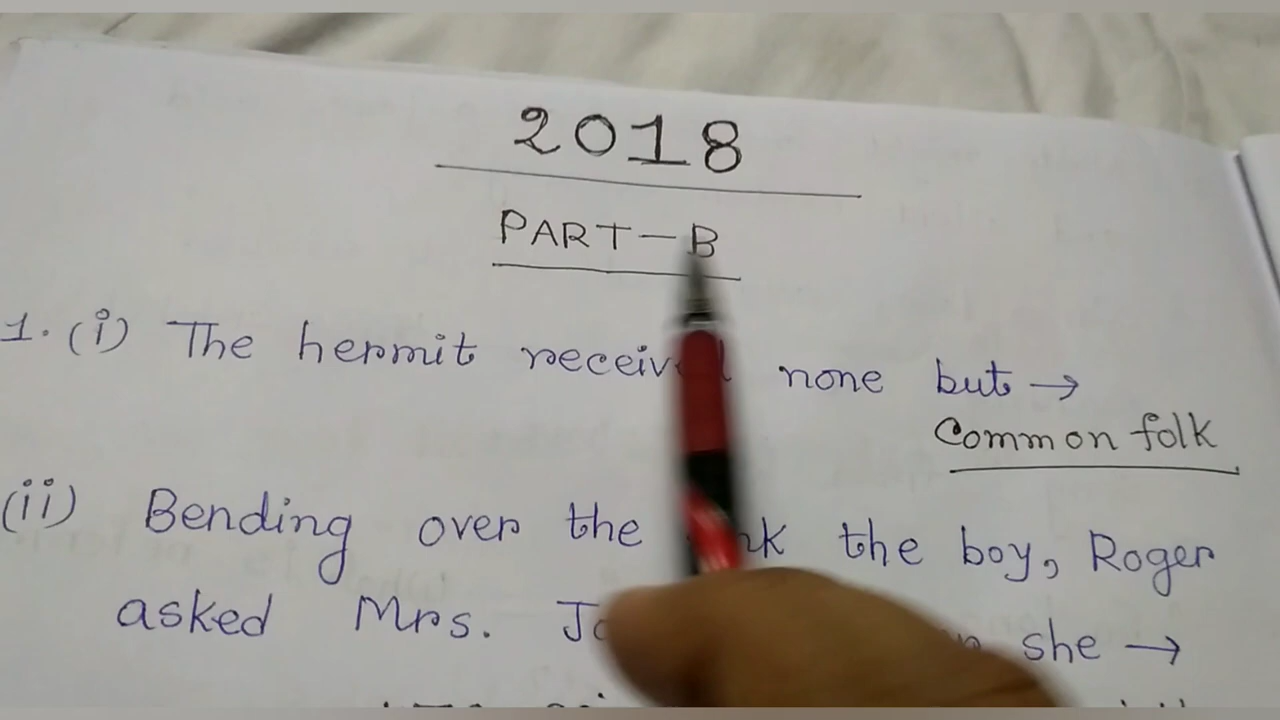 2018
PART-B
1. (i) The hermit none but →
Common folk
(ii) Bending over the the boy, Roger
asked Mrs. she →